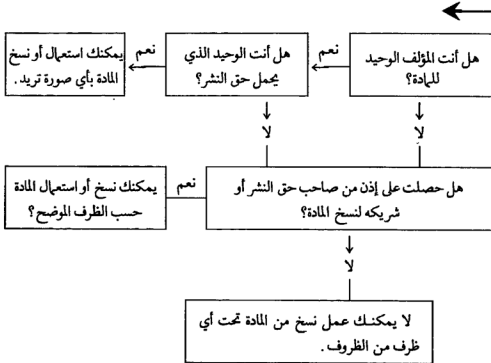 هل أنت المؤلف الوحيد
للمادة؟
نعم
هل أنت الوحيد الذي
يحمل حق النشر؟
نعم
يمكنك استعمال أو نسخ
المادة بأي صورة تريد.
لا
لا
هل حصلت على إذن من صاحب حق النشر أو
شريكه لنسخ المادة؟
نعم
يمكنك نسخ أو استعمال المادة
حسب الظرف الموضح؟
لا
لا يمكنك عمل نسخ من المادة تحت أي
ظرف من الظروف.